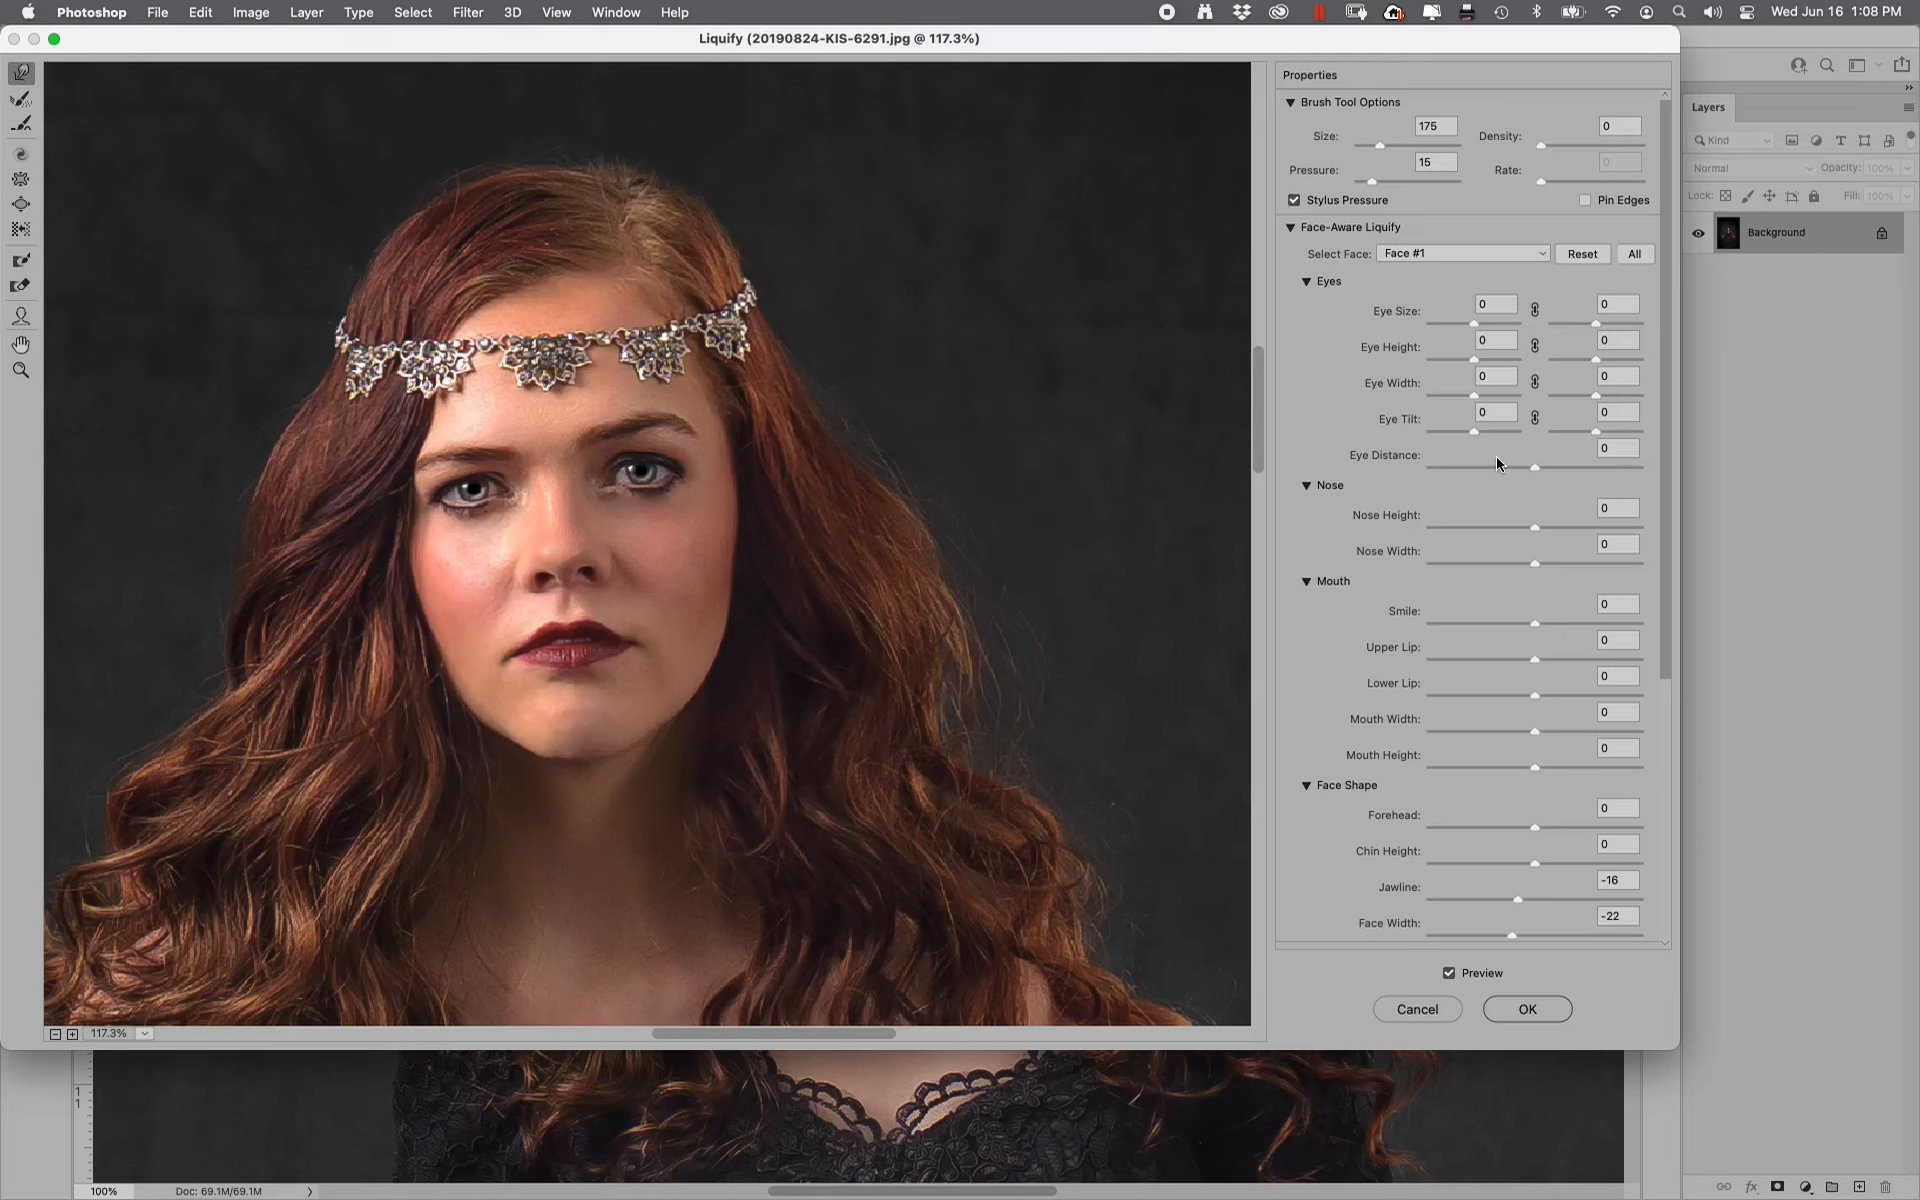 Photoshop File Edit Image Layer Type Select Filter 3D View Window Help Wed Jun 16 1:08 PM
Liquify (20190824-KIS-6291.jpg @ 117.3%)
Properties
Brush Tool Options
Size: 175 Density: 0
Pressure: 15 Rate: 0
Stylus Pressure Pin Edges
Face-Aware Liquify
Select Face: Face #1 Reset All
Eyes
Eye Size: 0 0
Eye Height: 0 0
Eye Width: 0 0
Eye Tilt: 0 0
Eye Distance: 0
Nose
Nose Height: 0
Nose Width: 0
Mouth
Smile: 0
Upper Lip: 0
Lower Lip: 0
Mouth Width: 0
Mouth Height: 0
Face Shape
Forehead: 0
Chin Height: 0
Jawline: -16
Face Width: -22
Preview
Cancel OK
117.3%
Layers
Kind
Normal Opacity: 100%
Lock: Fill: 100%
Background
1
1
100% Doc: 69.1M/69.1M
fx